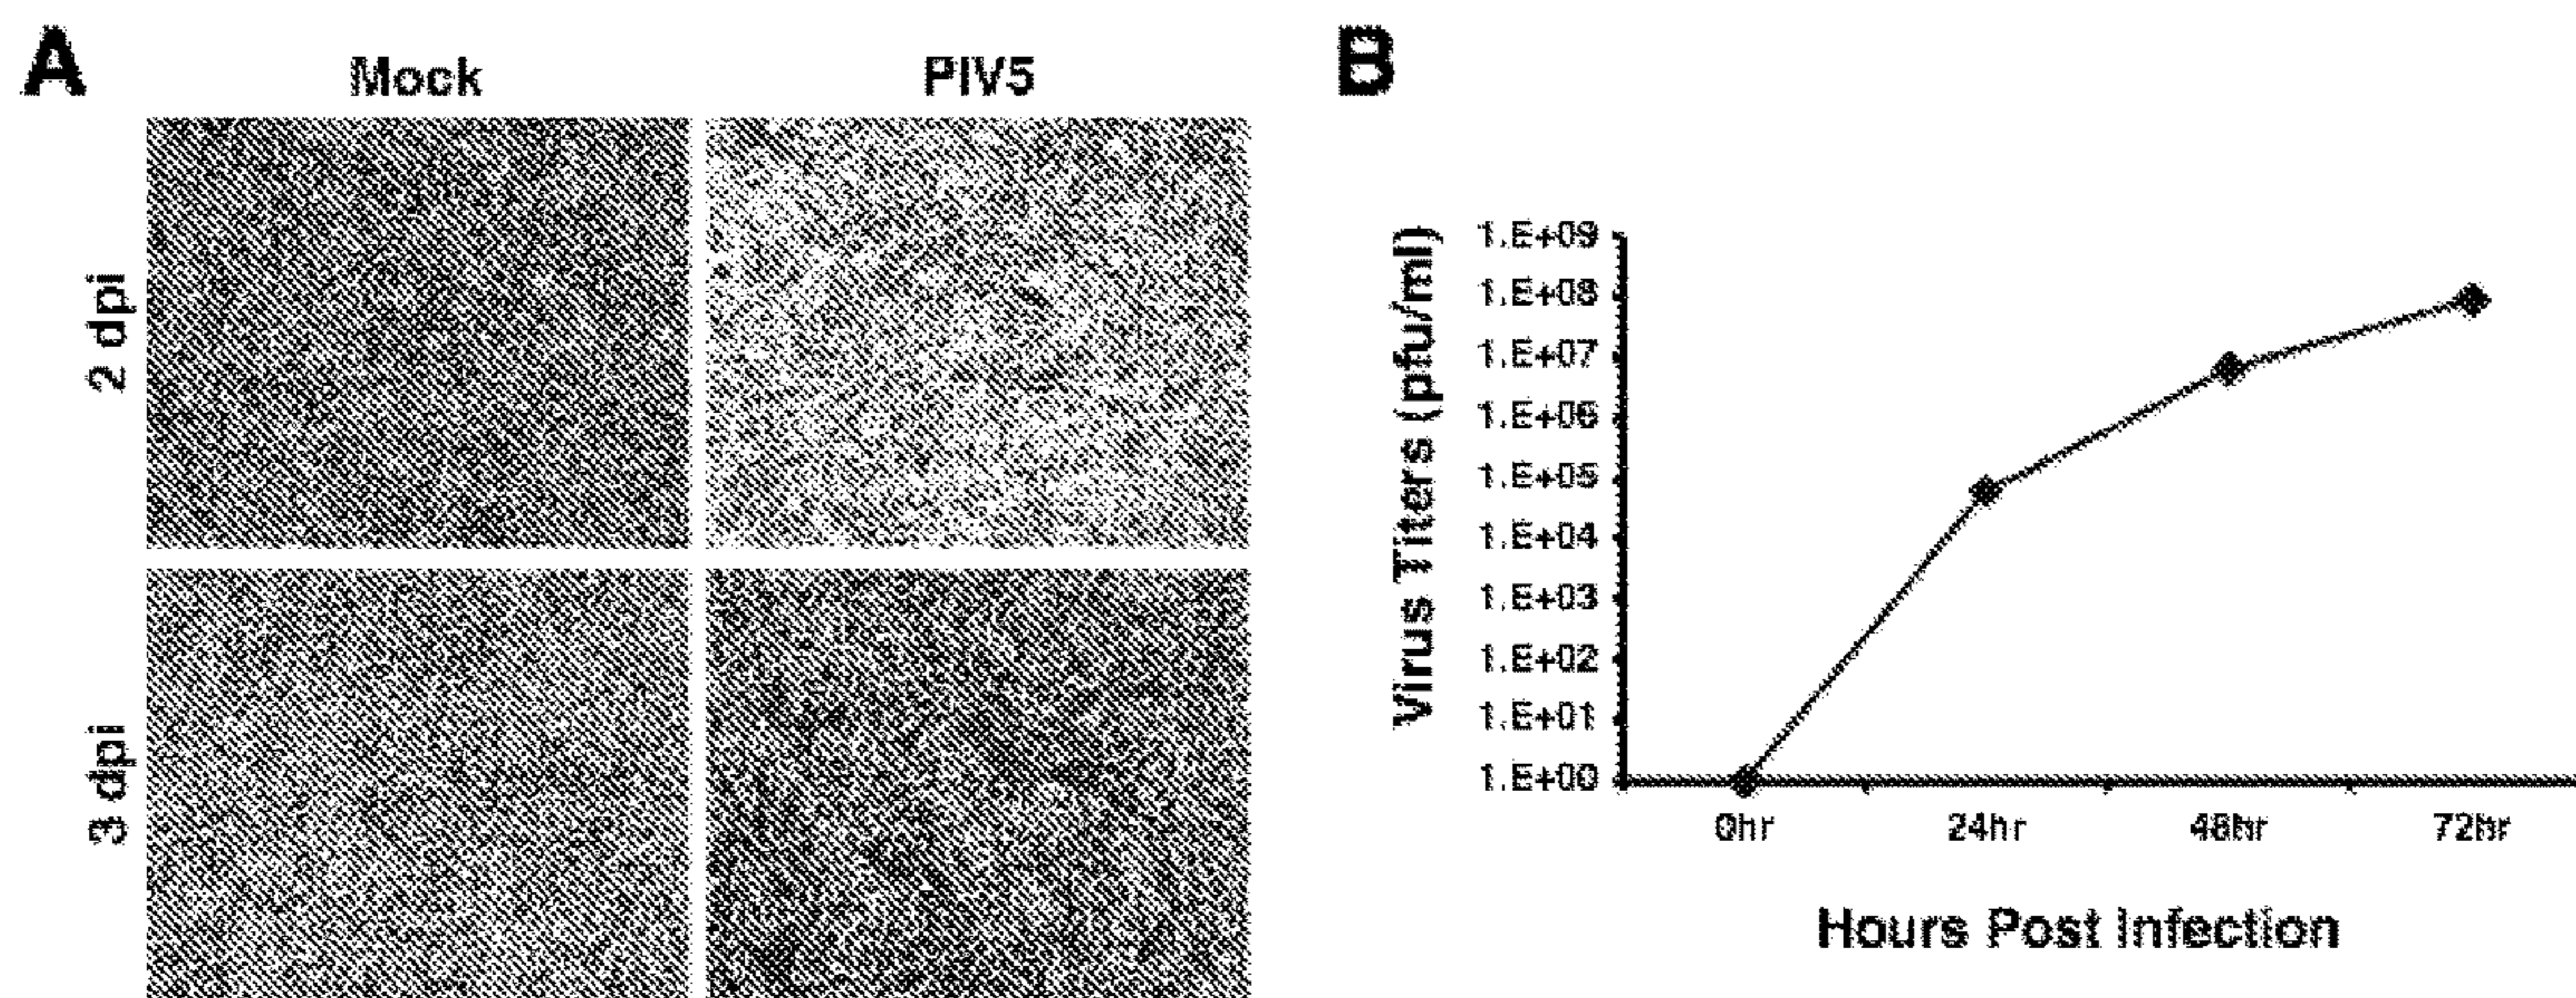 A
Mock PIV5
2 dpi
3 dpi
B
Virus Titers (pfu/ml)
1.E+09
1.E+08
1.E+07
1.E+06
1.E+05
1.E+04
1.E+03
1.E+02
1.E+01
1.E+00
0hr 24hr 48hr 72hr
Hours Post Infection